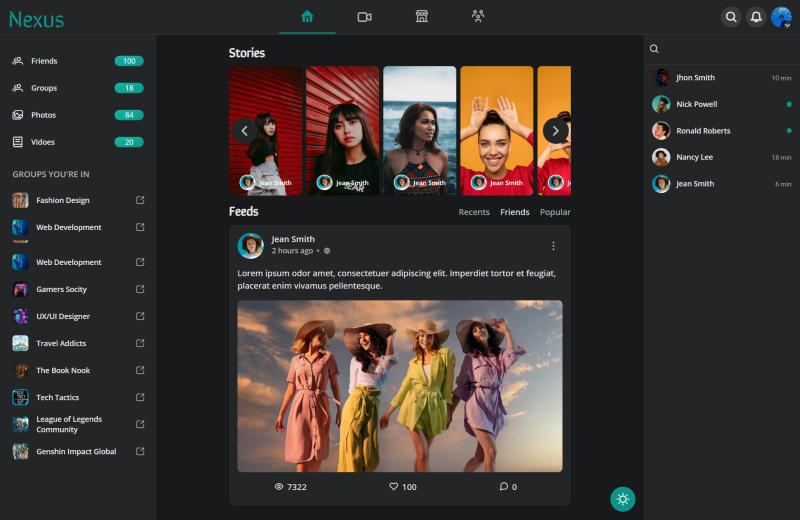 Nexus
Friends
100
Groups
18
Photos
84
Vidoes
20
GROUPS YOU'RE IN
Fashion Design
Web Development
Web Development
Gamers Socity
UX/UI Designer
Travel Addicts
The Book Nook
Tech Tactics
League of Legends
Community
Genshin Impact Global
Stories
Jean Smith
Jean Smith
Jean Smith
Jean Smith
Feeds
Recents
Friends
Popular
Jean Smith
2 hours ago •
Lorem ipsum odor amet, consectetuer adipiscing elit. Imperdiet tortor et feugiat,
placerat enim vivamus pellentesque.
7322
100
0
Jhon Smith
10 min
Nick Powell
Ronald Roberts
Nancy Lee
18 min
Jean Smith
6 min